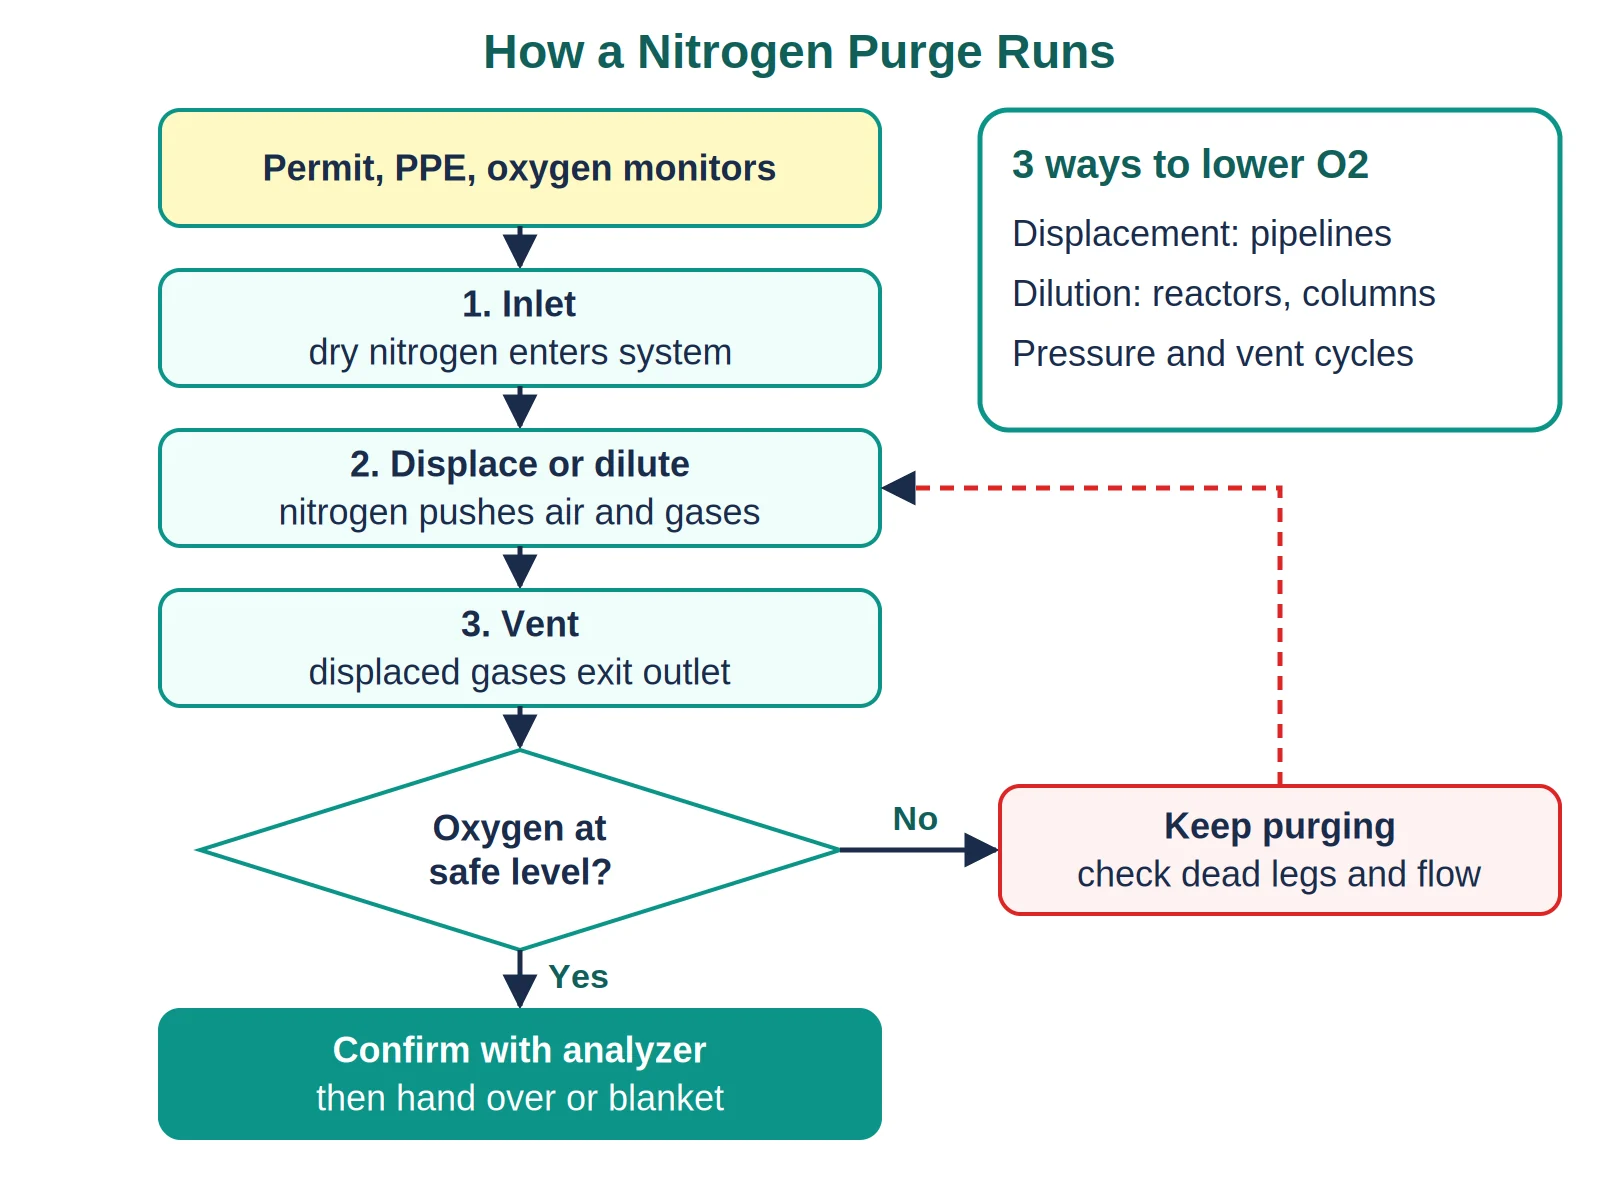 How a Nitrogen Purge Runs
Permit, PPE, oxygen monitors
1. Inlet
dry nitrogen enters system
2. Displace or dilute
nitrogen pushes air and gases
3. Vent
displaced gases exit outlet
Oxygen at
safe level?
No
Keep purging
check dead legs and flow
Yes
Confirm with analyzer
then hand over or blanket
3 ways to lower O2
Displacement: pipelines
Dilution: reactors, columns
Pressure and vent cycles